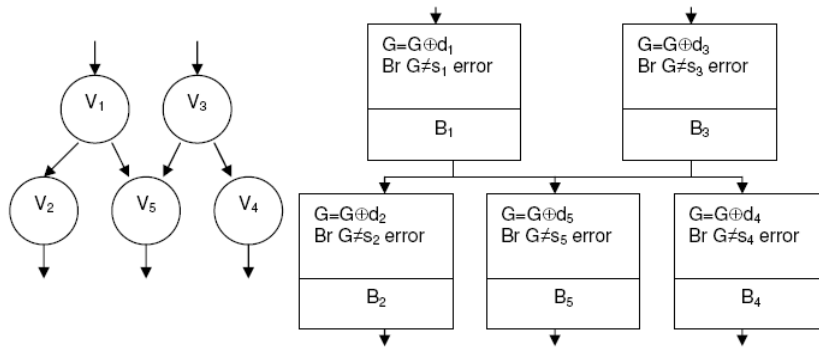 V₁
V₃
V₂
V₅
V₄
G=G⊕d₁
Br G≠s₁ error
B₁
G=G⊕d₃
Br G≠s₃ error
B₃
G=G⊕d₂
Br G≠s₂ error
B₂
G=G⊕d₅
Br G≠s₅ error
B₅
G=G⊕d₄
Br G≠s₄ error
B₄